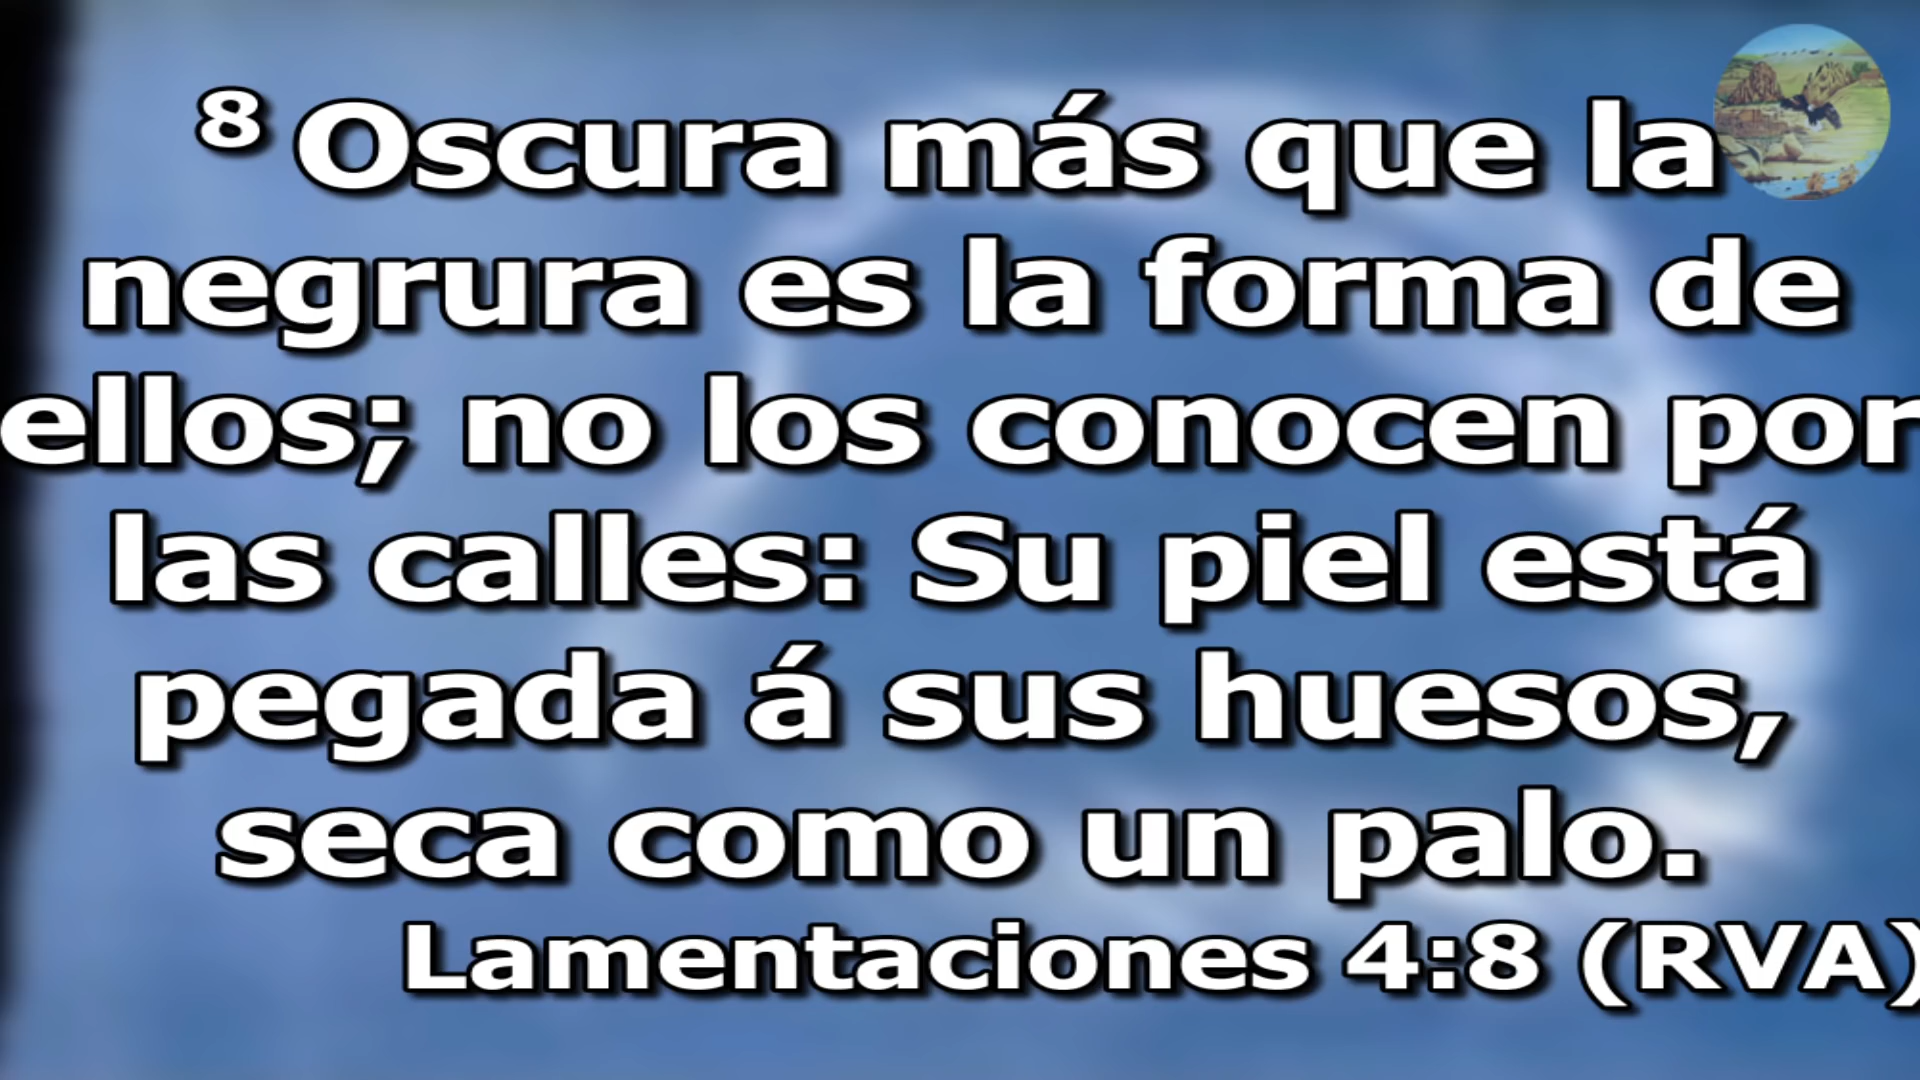 8 Oscura más que la
negrura es la forma de
ellos; no los conocen por
las calles: Su piel está
pegada á sus huesos,
seca como un palo.
Lamentaciones 4:8 (RVA)